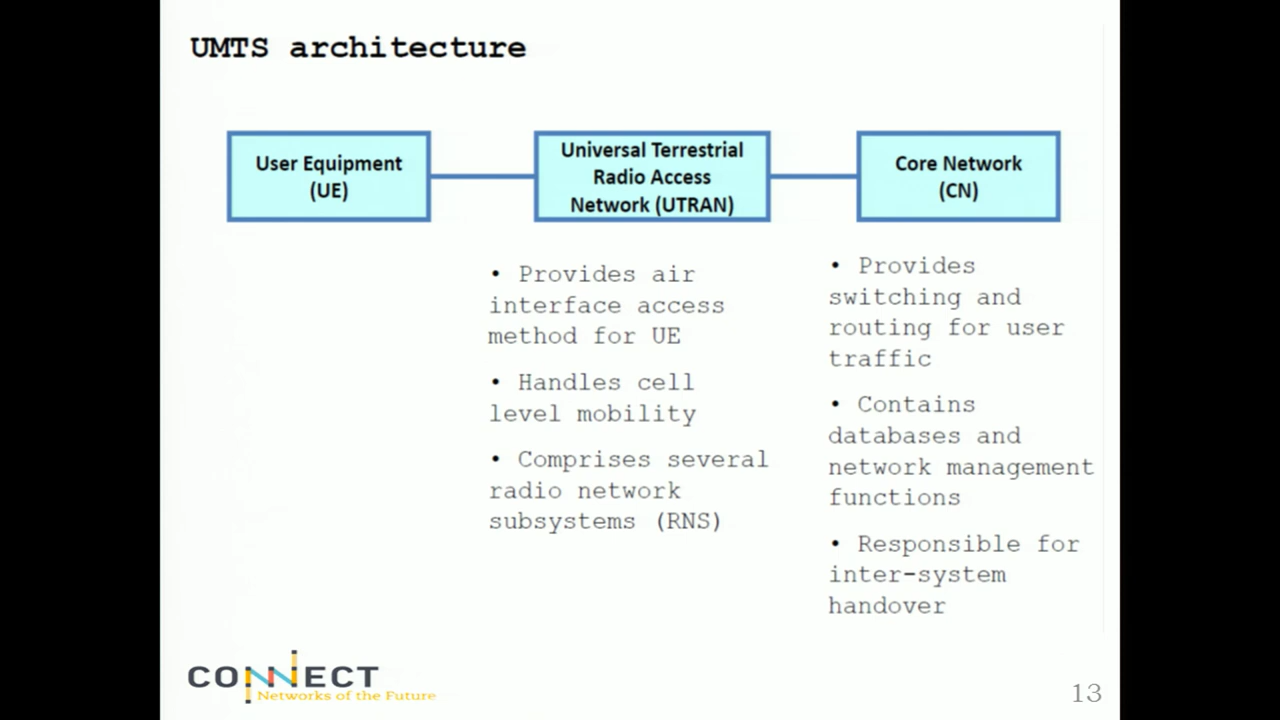 UMTS architecture
User Equipment
(UE)
Universal Terrestrial
Radio Access
Network (UTRAN)
Core Network
(CN)
• Provides air
interface access
method for UE
• Handles cell
level mobility
• Comprises several
radio network
subsystems (RNS)
• Provides
switching and
routing for user
traffic
• Contains
databases and
network management
functions
• Responsible for
inter-system
handover
CONNECT
Networks of the Future
13